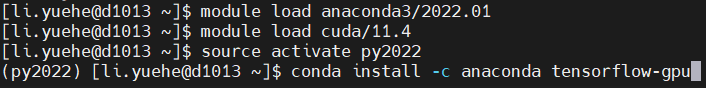 [li.yuehe@d1013 ~]$ module load anaconda3/2022.01
[li.yuehe@d1013 ~]$ module load cuda/11.4
[li.yuehe@d1013 ~]$ source activate py2022
(py2022) [li.yuehe@d1013 ~]$ conda install -c anaconda tensorflow-gpu